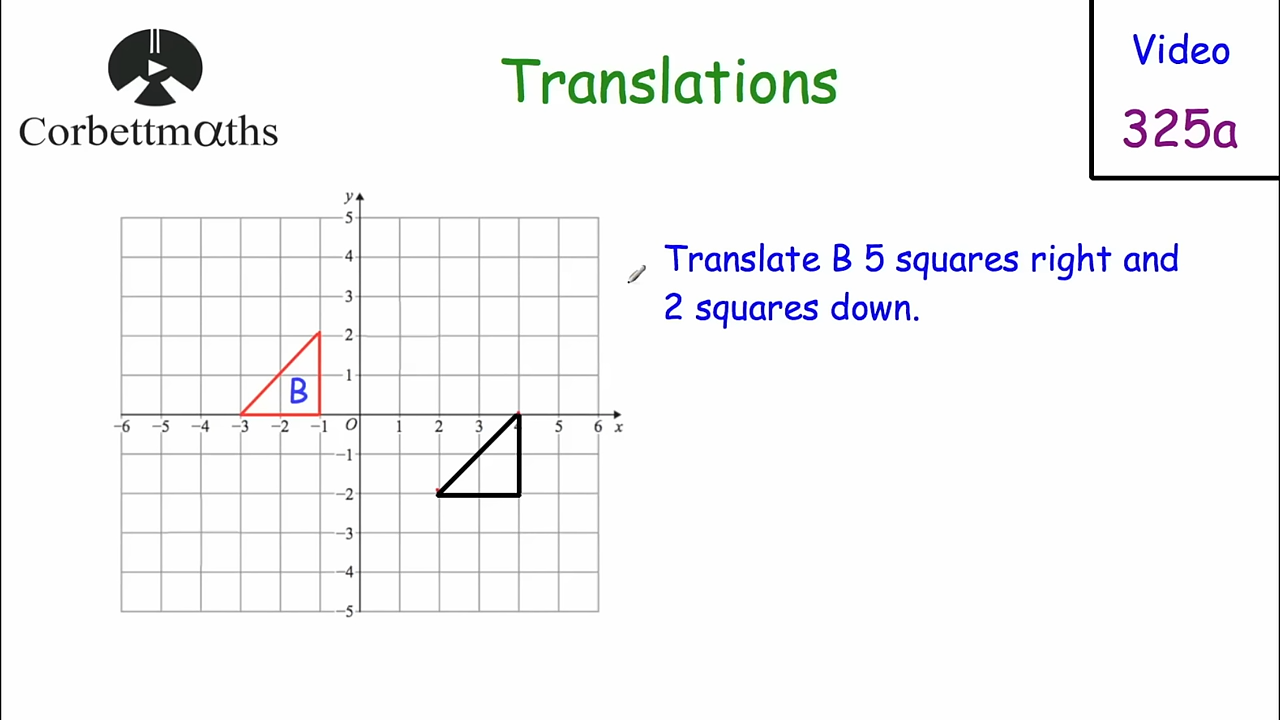 Corbettmαths
Translations
Video
325a
Translate B 5 squares right and
2 squares down.
y
5
4
3
2
1
B
−6 −5 −4 −3 −2 −1 O 1 2 3 4 5 6 x
−1
−2
−3
−4
−5